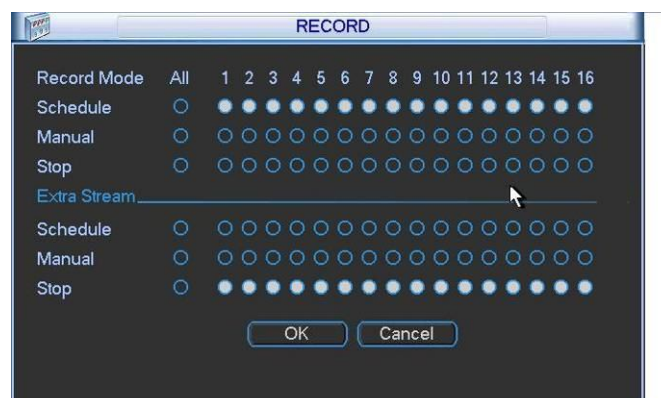 RECORD
Record Mode All 1 2 3 4 5 6 7 8 9 10 11 12 13 14 15 16
Schedule
Manual
Stop
Extra Stream
Schedule
Manual
Stop
OK Cancel